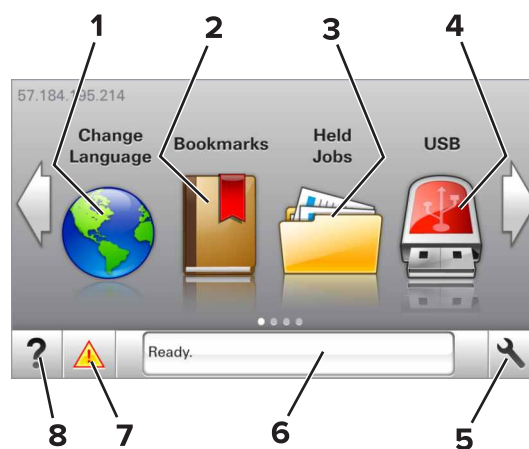 1 2 3 4
57.184.195.214
Change Language
Bookmarks
Held Jobs
USB
?
Ready.
8 7 6 5